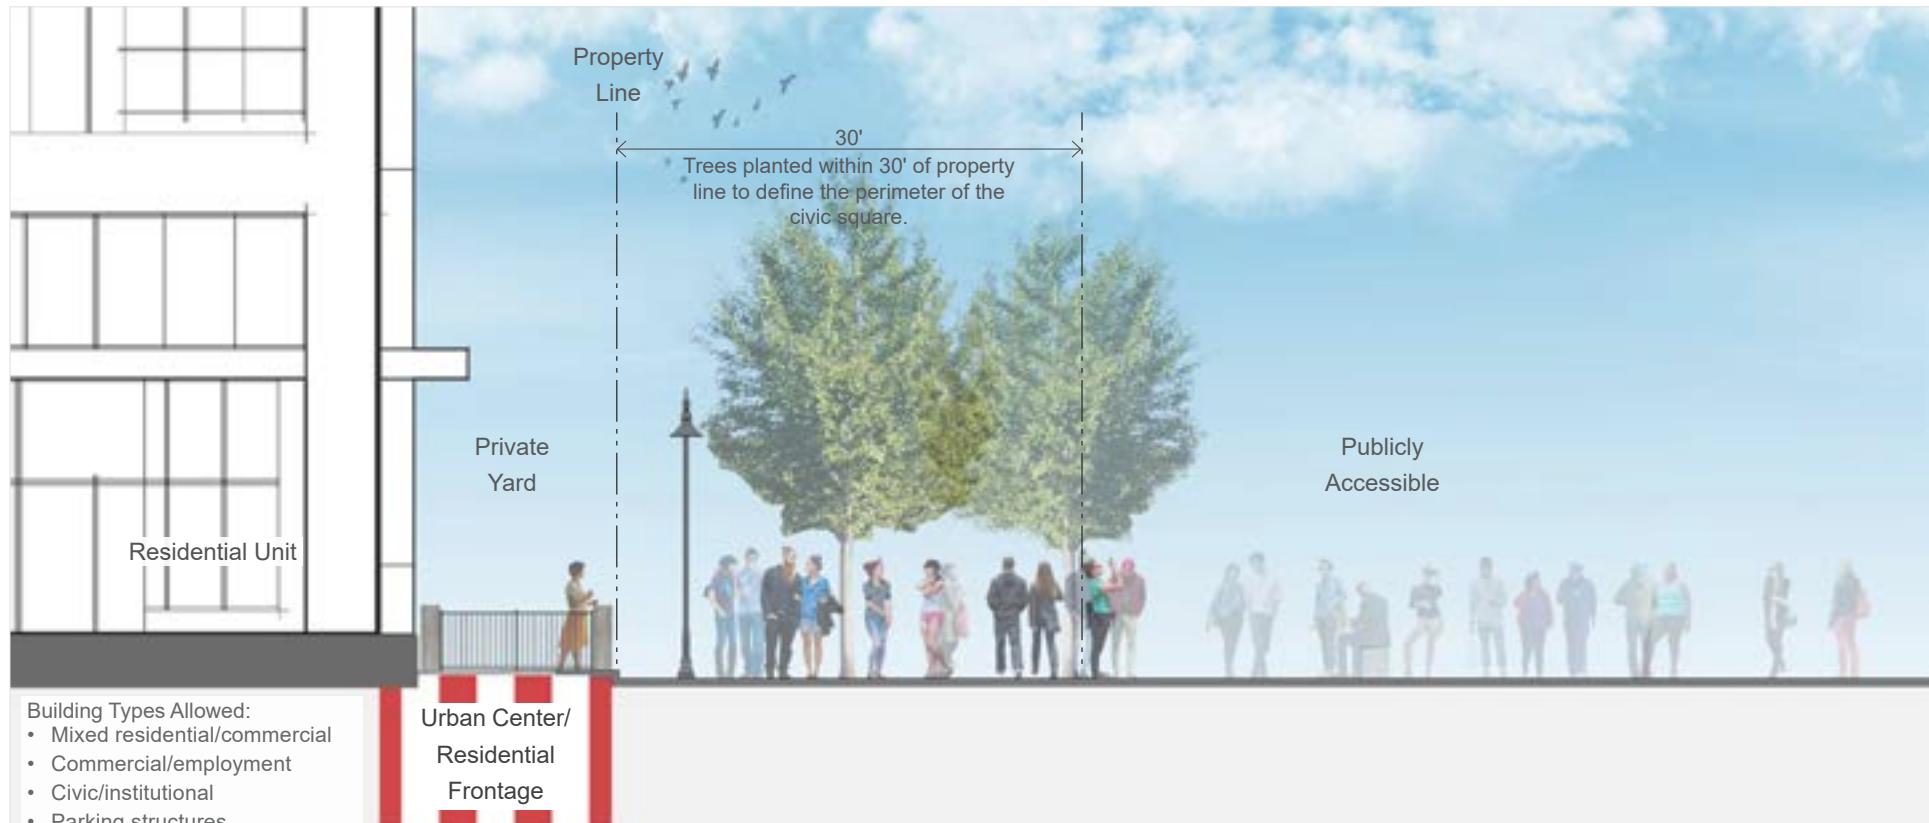 Property
Line
30'
Trees planted within 30' of property
line to define the perimeter of the
civic square.
Private
Yard
Publicly
Accessible
Residential Unit
Building Types Allowed:
• Mixed residential/commercial
• Commercial/employment
• Civic/institutional
• Parking structures
Urban Center/
Residential
Frontage